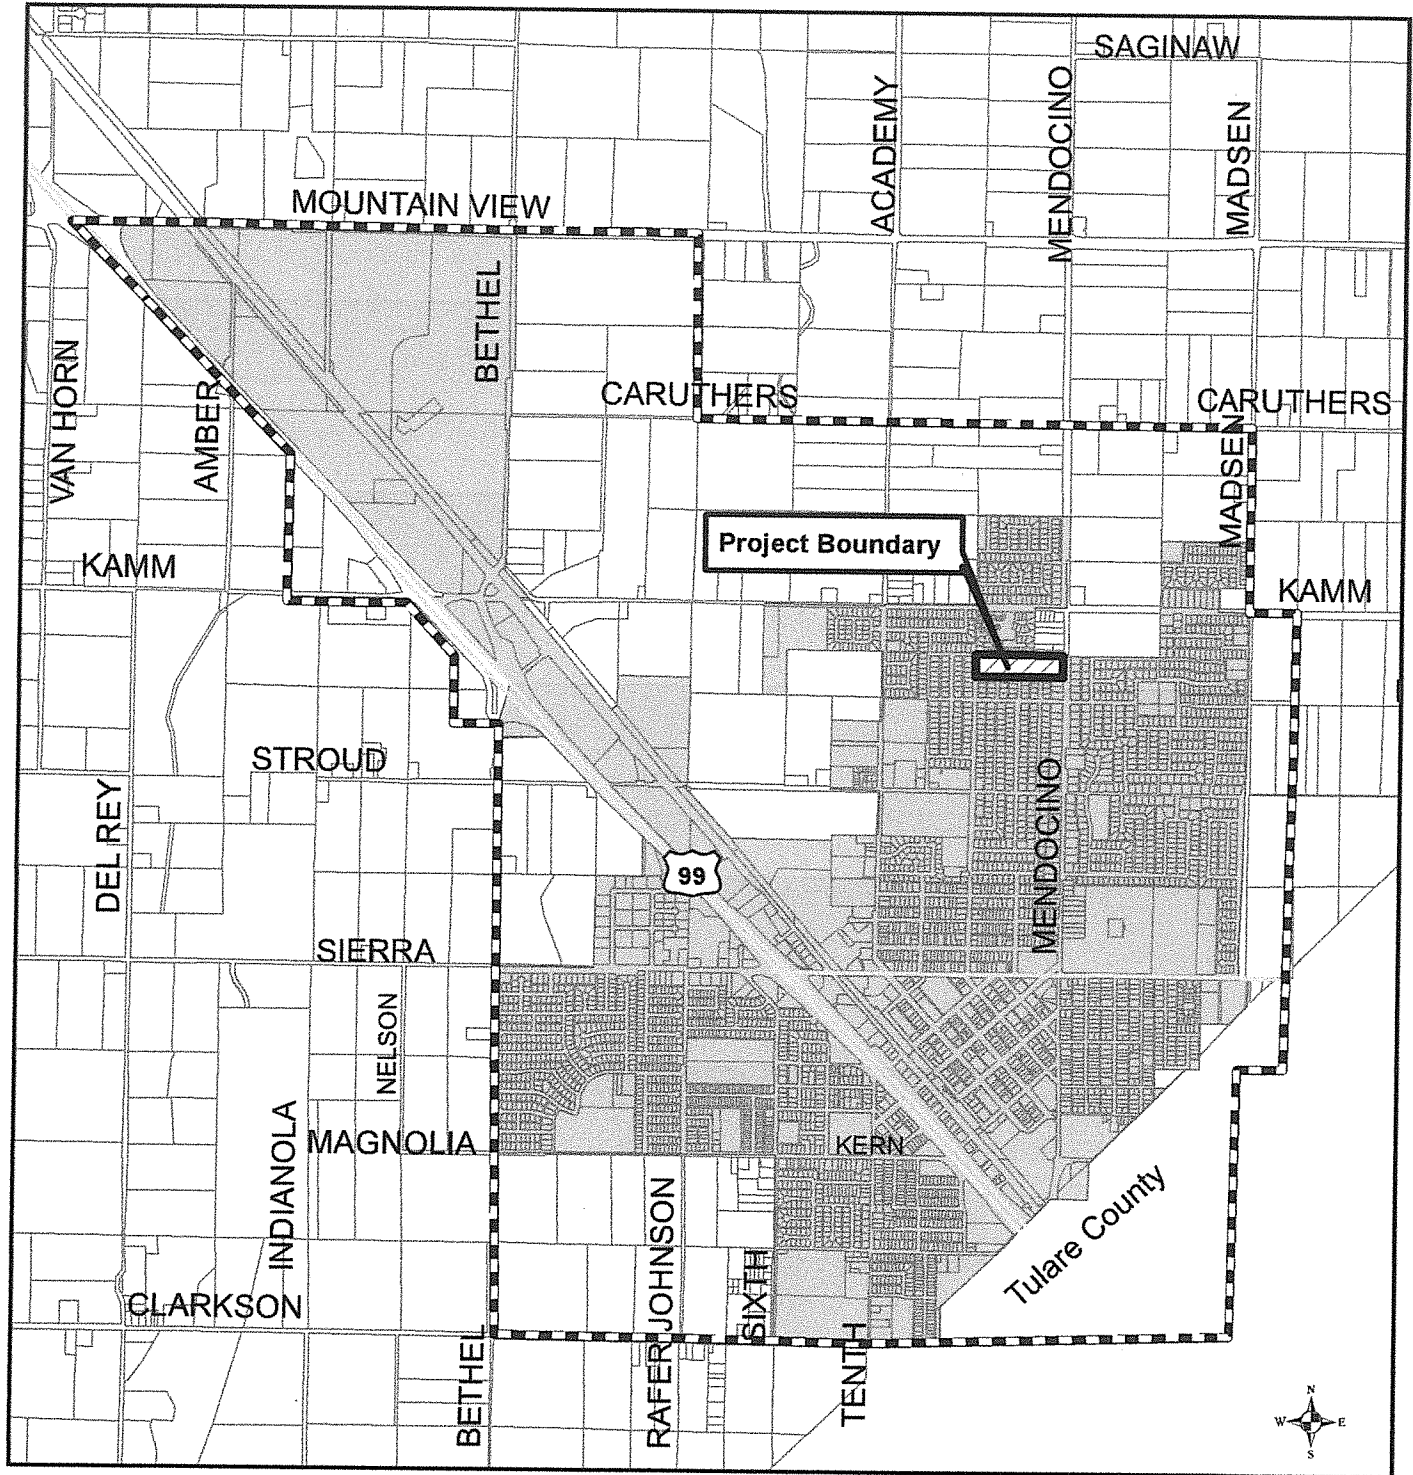 SAGINAW
ACADEMY
MENDOCINO
MADSEN
MOUNTAIN VIEW
BETHEL
VAN HORN
AMBER
CARUTHERS
CARUTHERS
MADSEN
Project Boundary
KAMM
KAMM
STROUD
DEL REY
MENDOCINO
99
SIERRA
NELSON
INDIANOLA
MAGNOLIA
KERN
Tulare County
RAFER JOHNSON
SIXTH
CLARKSON
BETHEL
TENTH
N
W
E
S